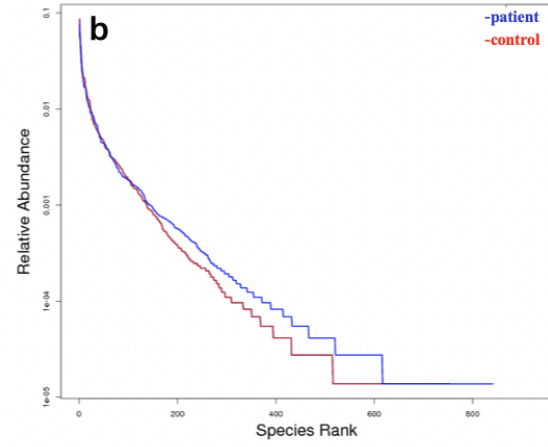 b
-patient
-control
Relative Abundance
0.1
0.01
0.001
1e-04
1e-05
0
200
400
600
800
Species Rank